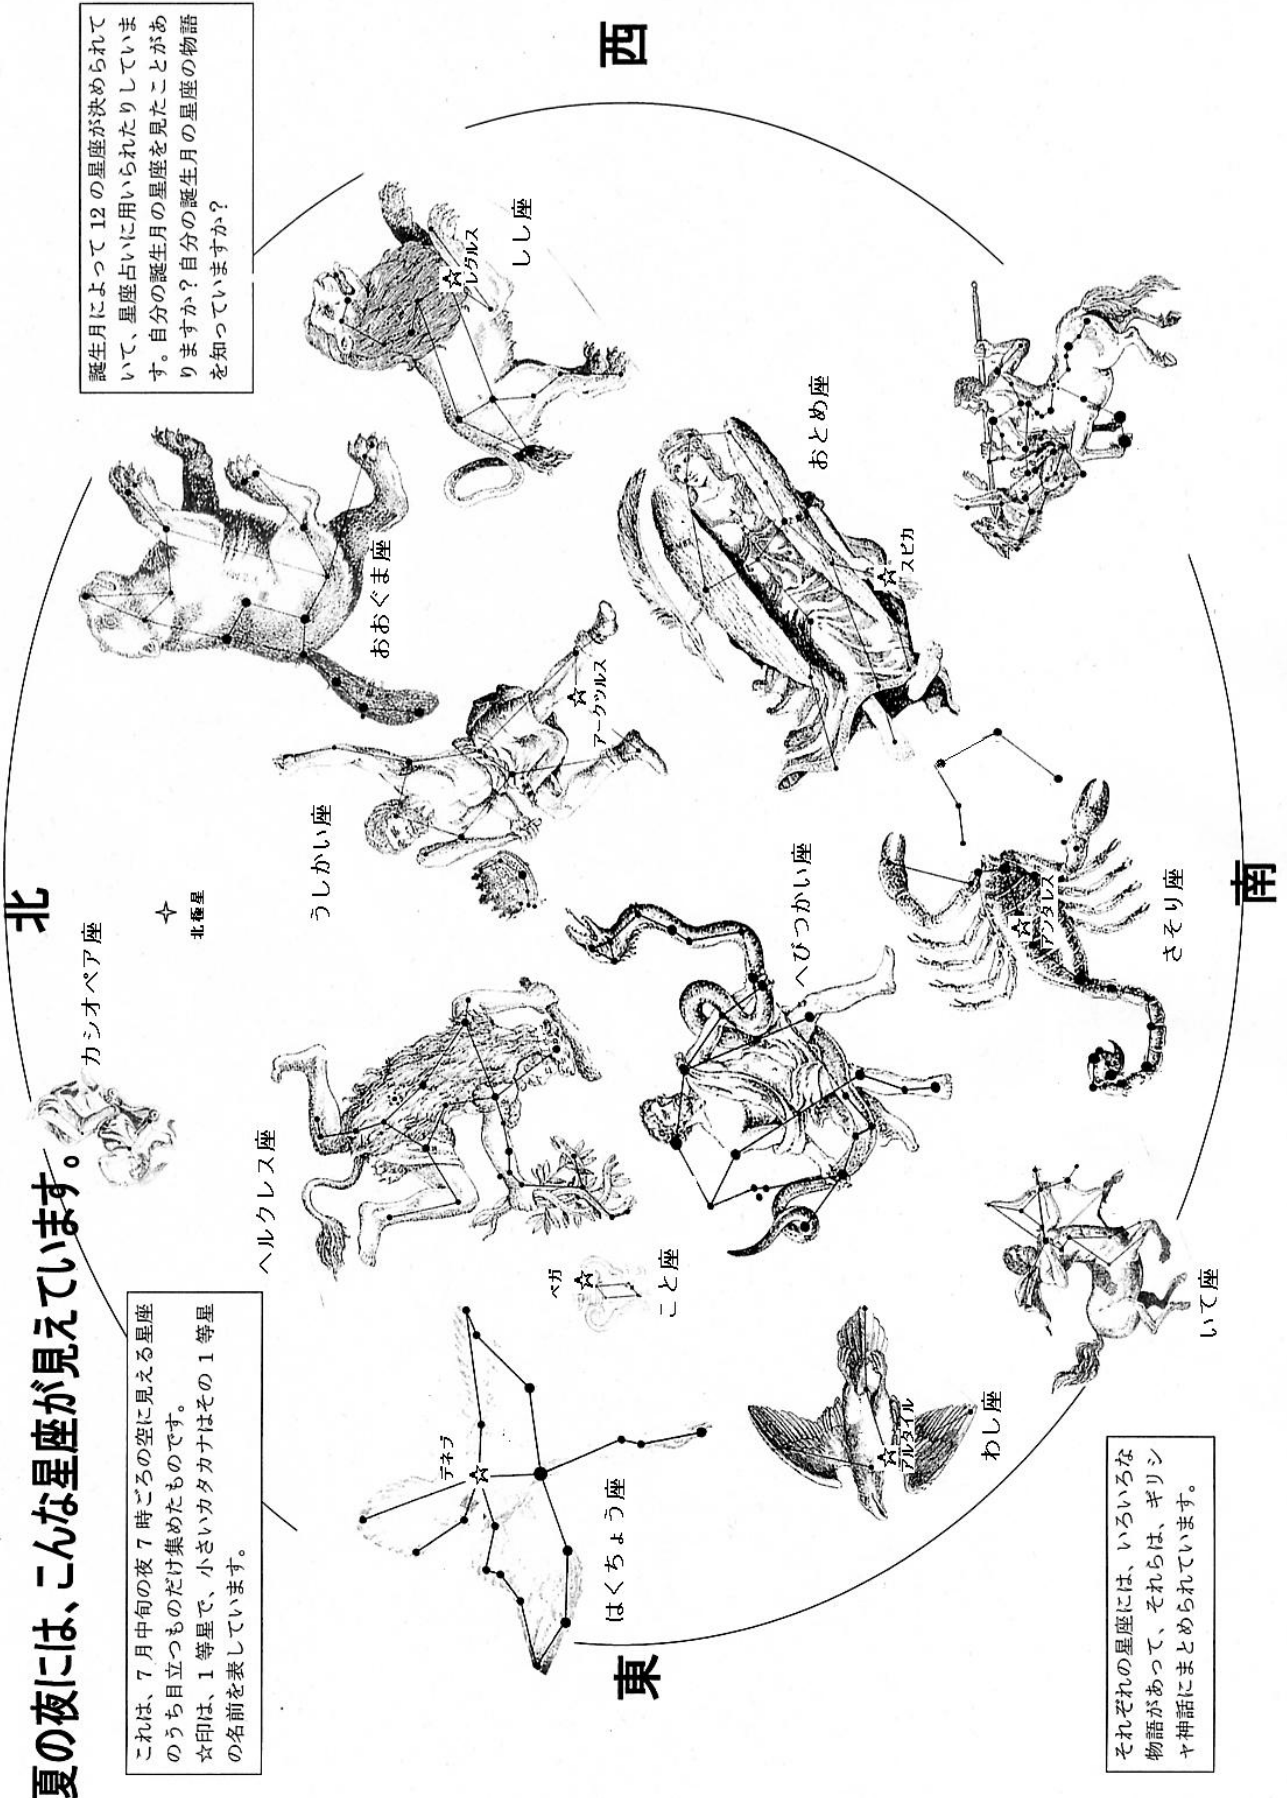 夏の夜には、こんな星座が見えています。
これは、7月中旬の夜7時ごろの空に見える星座
のうち目立つものだけ集めたものです。
☆印は、1等星で、小さいカタカナはその1等星
の名前を表しています。
誕生月によって12の星座が決められて
いて、星座占いに用いられたりしていま
す。自分の誕生月の星座を見たことがあ
りますか？自分の誕生月の星座の物語
を知っていますか？
北
カシオペア座
北極星
おおぐま座
しし座
レグルス
西
うしかい座
アークツルス
ヘルクレス座
ベガ
こと座
デネブ
はくちょう座
東
おとめ座
スピカ
へびつかい座
アルタイル
わし座
さそり座
アンタレス
いて座
南
それぞれの星座には、いろいろな
物語があって、それらは、ギリシ
ャ神話にまとめられています。